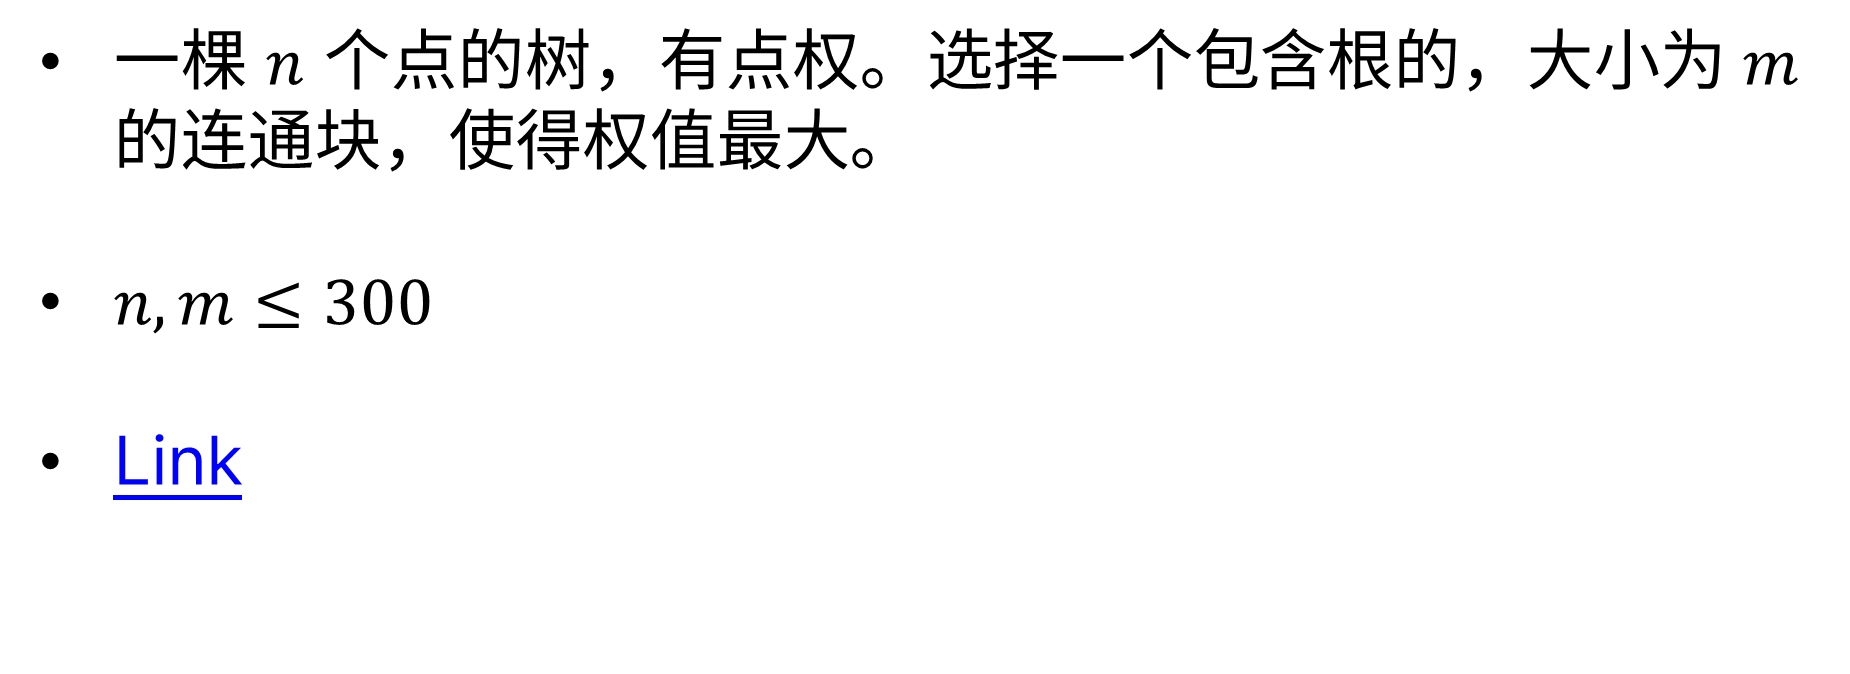 • 一棵 n 个点的树，有点权。选择一个包含根的，大小为 m
的连通块，使得权值最大。
• n, m ≤ 300
• Link